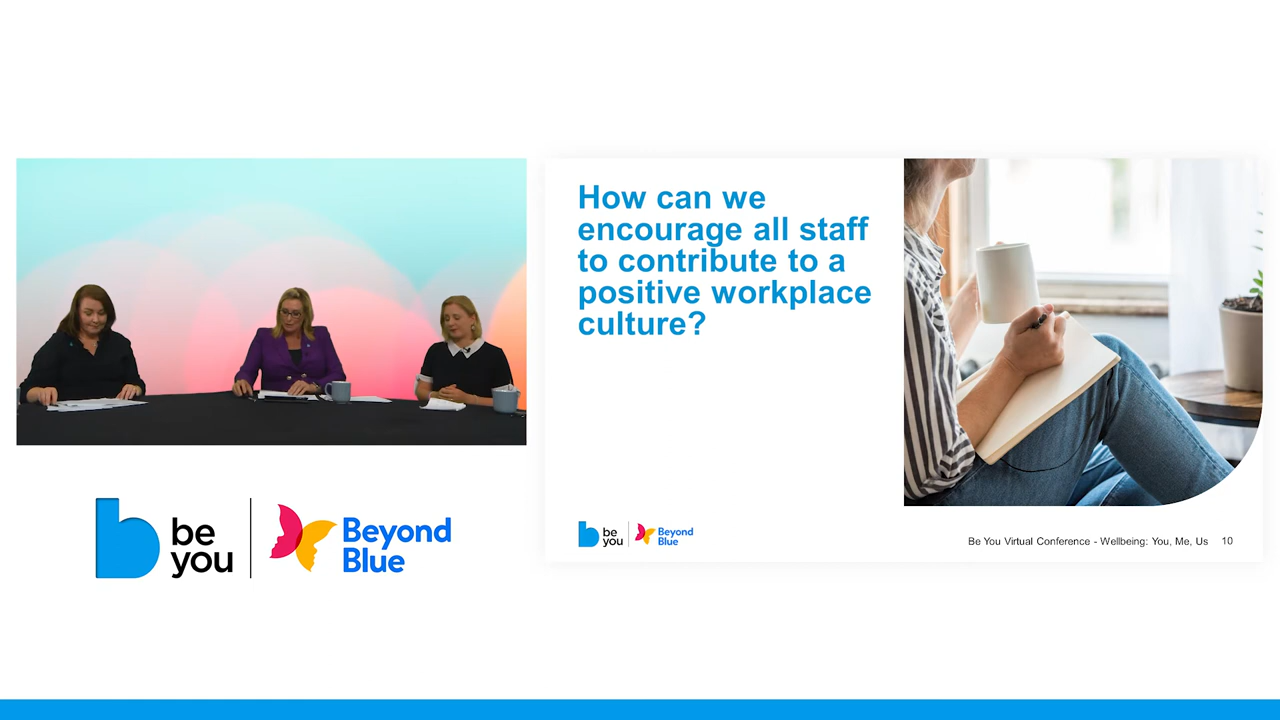 be
you
Beyond
Blue
How can we
encourage all staff
to contribute to a
positive workplace
culture?
be
you
Beyond
Blue
Be You Virtual Conference - Wellbeing: You, Me, Us 10